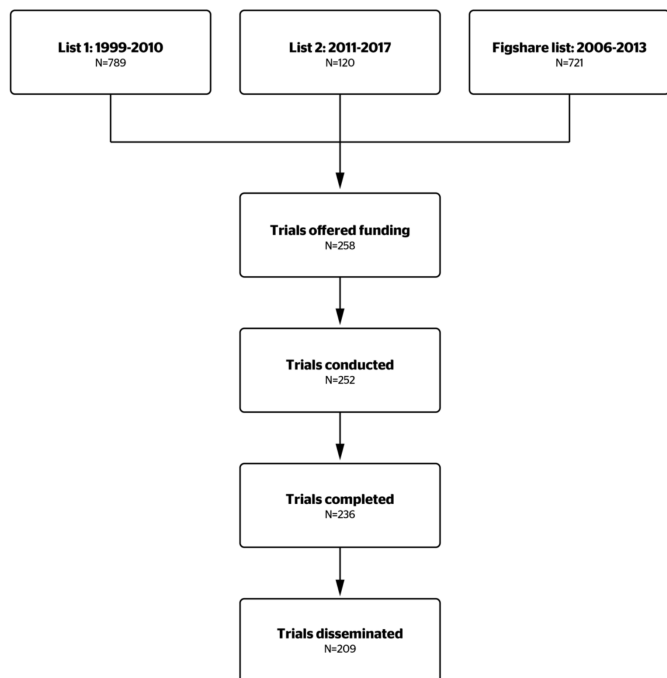 List 1: 1999-2010
N=789
List 2: 2011-2017
N=120
Figshare list: 2006-2013
N=721
Trials offered funding
N=258
Trials conducted
N=252
Trials completed
N=236
Trials disseminated
N=209